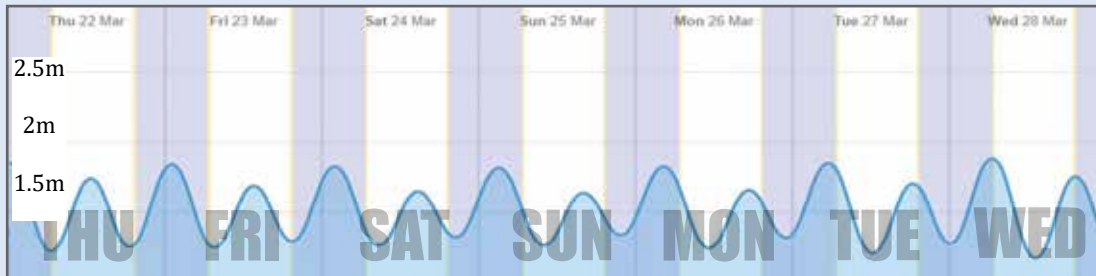 Thu 22 Mar Fri 23 Mar Sat 24 Mar Sun 25 Mar Mon 26 Mar Tue 27 Mar Wed 28 Mar
2.5m
2m
1.5m
THU FRI SAT SUN MON TUE WED